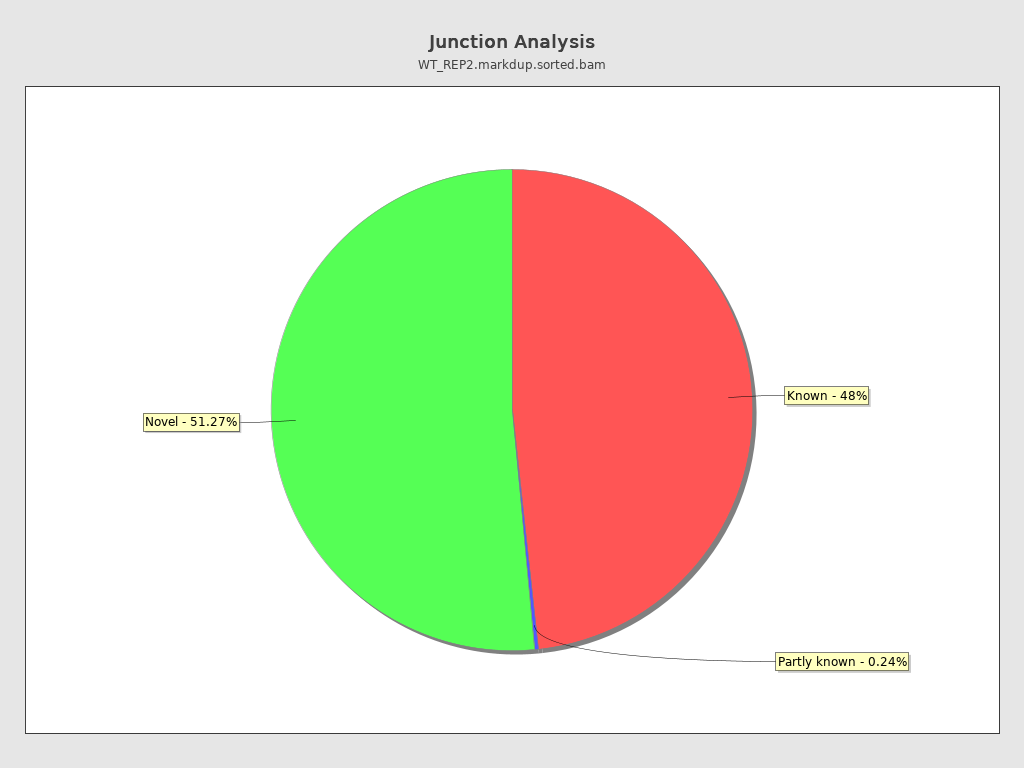 Junction Analysis
WT_REP2.markdup.sorted.bam
Known - 48%
Novel - 51.27%
Partly known - 0.24%